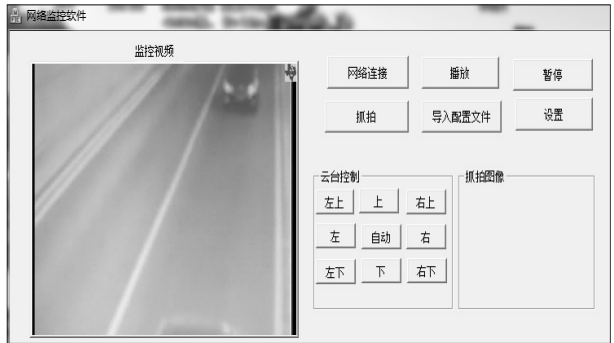 网络监控软件
监控视频
网络连接 播放 暂停
抓拍 导入配置文件 设置
云台控制 抓拍图像
左上 上 右上
左 自动 右
左下 下 右下